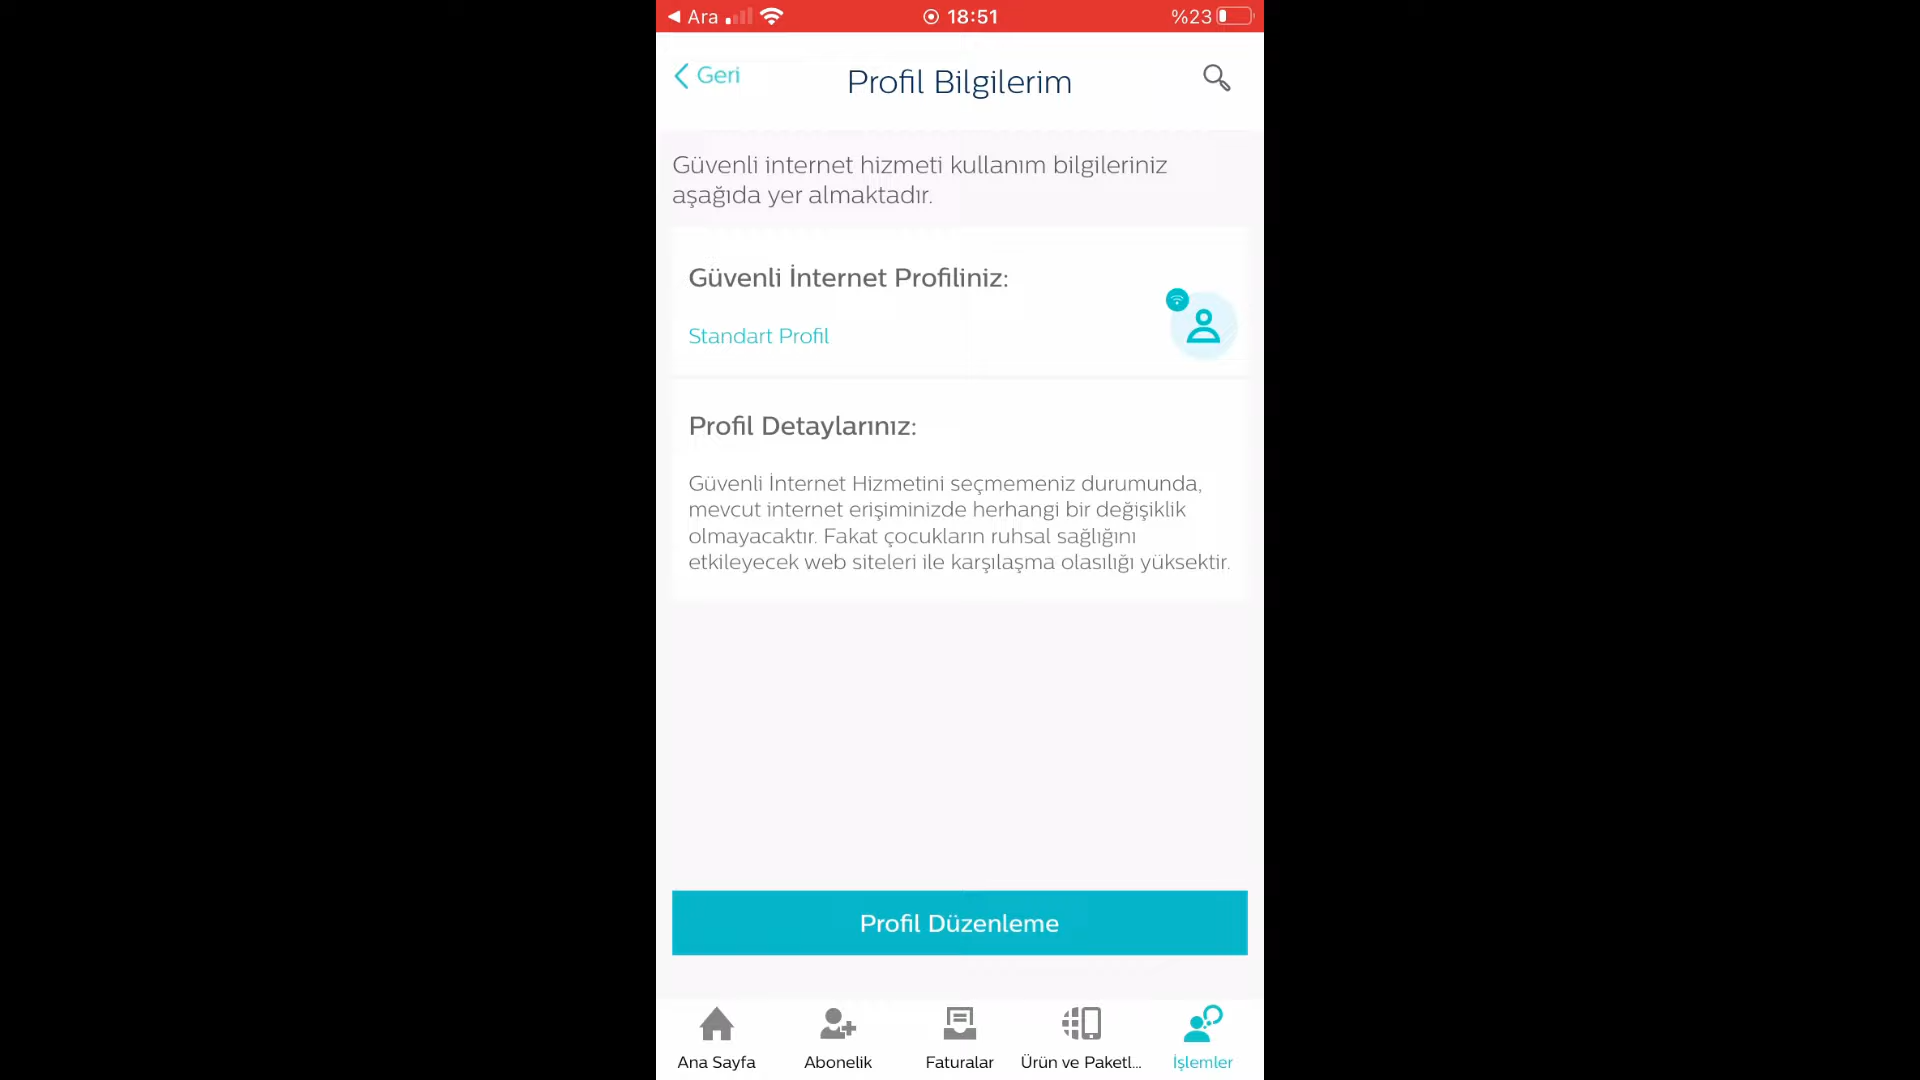 Ara
18:51
%23
Geri
Profil Bilgilerim
Güvenli internet hizmeti kullanım bilgileriniz
aşağıda yer almaktadır.
Güvenli İnternet Profiliniz:
Standart Profil
Profil Detaylarınız:
Güvenli İnternet Hizmetini seçmemeniz durumunda,
mevcut internet erişiminizde herhangi bir değişiklik
olmayacaktır. Fakat çocukların ruhsal sağlığını
etkileyecek web siteleri ile karşılaşma olasılığı yüksektir.
Profil Düzenleme
Ana Sayfa
Abonelik
Faturalar
Ürün ve Paketl...
İşlemler